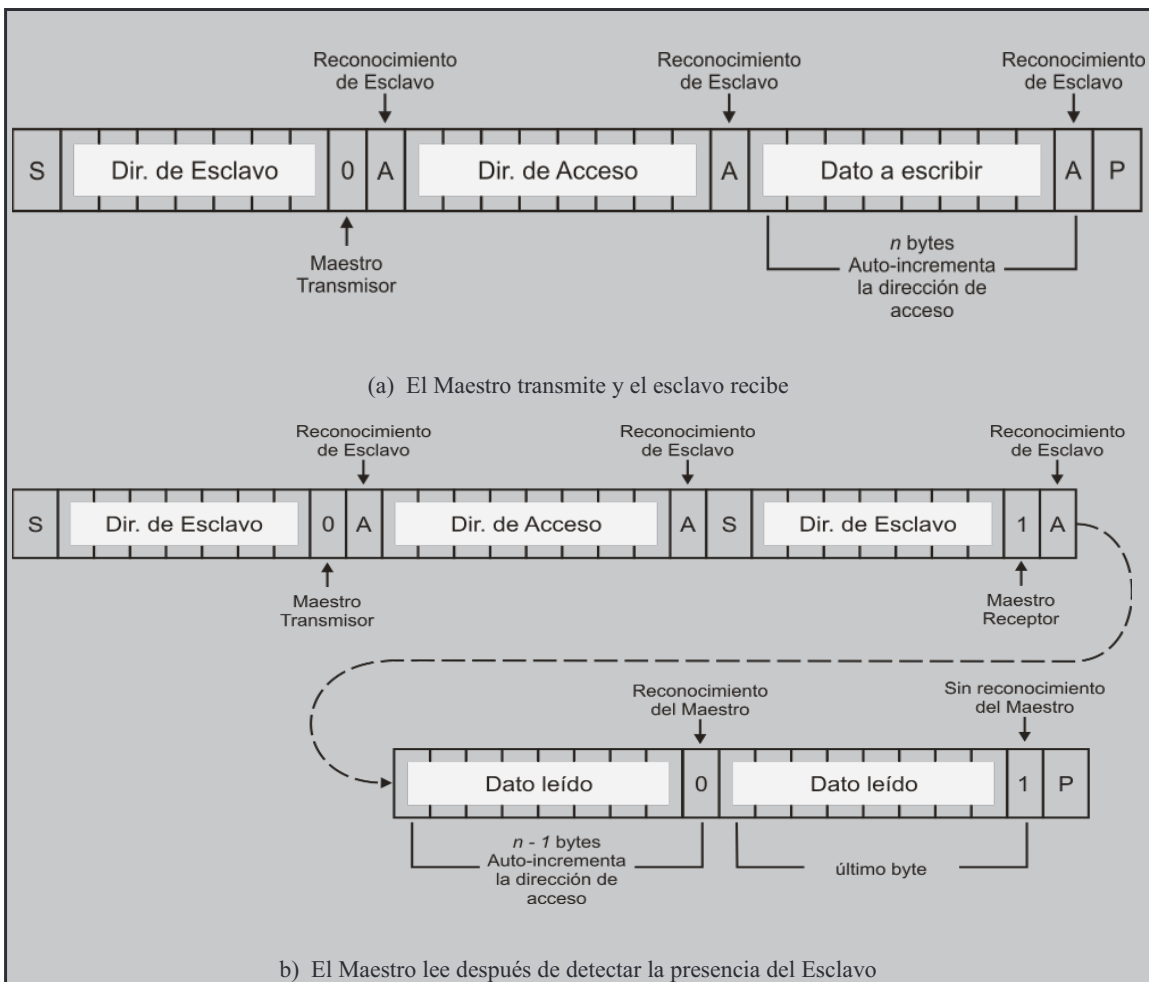 Reconocimiento
de Esclavo
Reconocimiento
de Esclavo
Reconocimiento
de Esclavo
S Dir. de Esclavo 0 A Dir. de Acceso A Dato a escribir A P
Maestro
Transmisor
n bytes
Auto-incrementa
la dirección de
acceso
(a) El Maestro transmite y el esclavo recibe
Reconocimiento
de Esclavo
Reconocimiento
de Esclavo
Reconocimiento
de Esclavo
S Dir. de Esclavo 0 A Dir. de Acceso A S Dir. de Esclavo 1 A
Maestro
Transmisor
Maestro
Receptor
Reconocimiento
del Maestro
Sin reconocimiento
del Maestro
Dato leído 0 Dato leído 1 P
n - 1 bytes
Auto-incrementa
la dirección de
acceso
último byte
b) El Maestro lee después de detectar la presencia del Esclavo